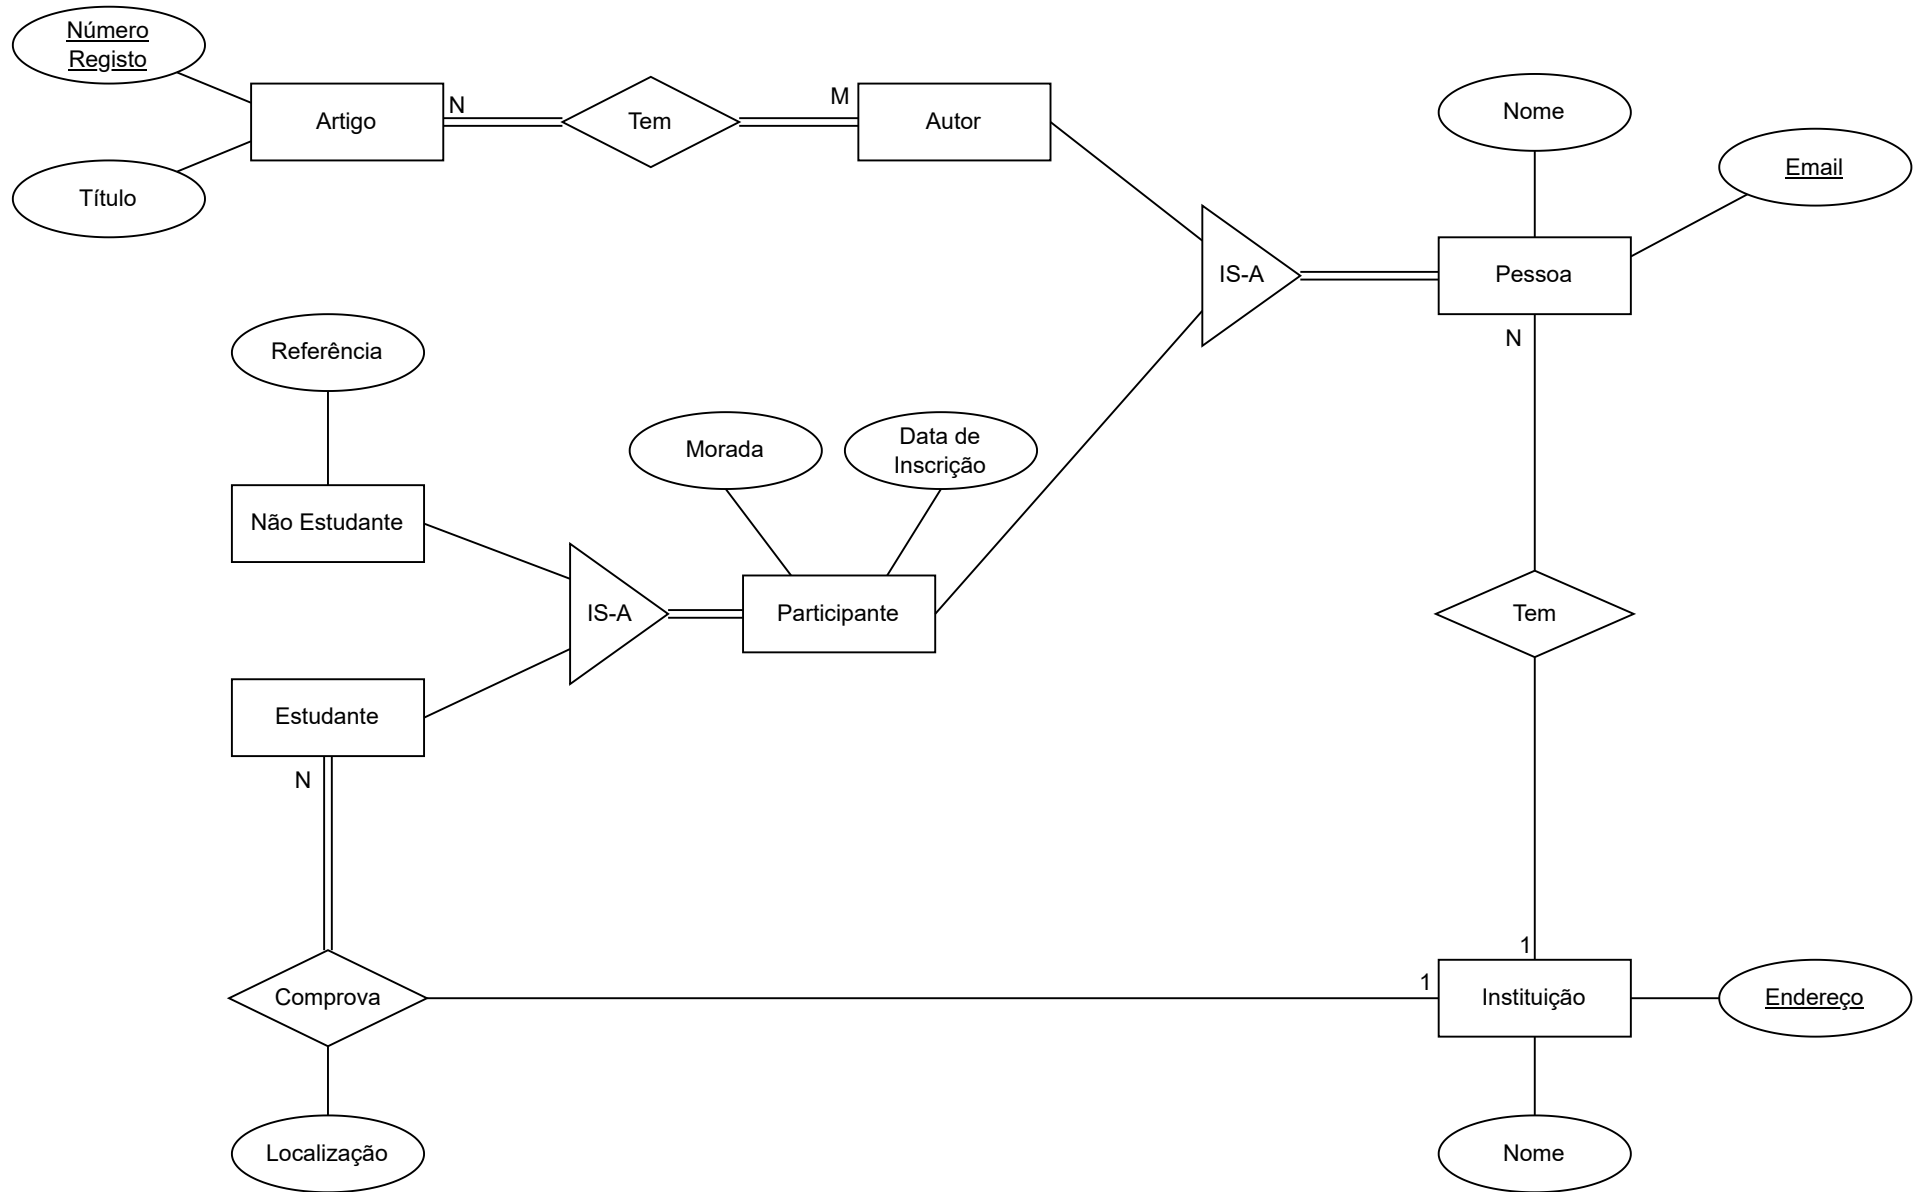 Número
Registo
Artigo
N
Tem
M
Autor
Nome
Email
Título
IS-A
Pessoa
N
Referência
Morada
Data de
Inscrição
Não Estudante
IS-A
Participante
Tem
Estudante
N
1
Comprova
1
Instituição
Endereço
Localização
Nome